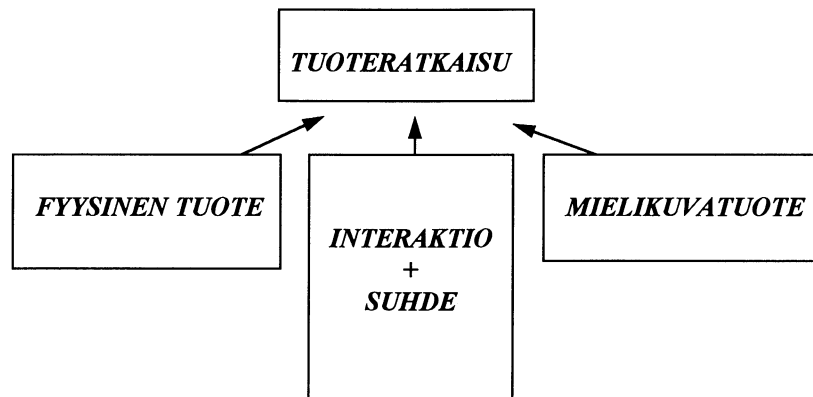 TUOTERATKAISU
FYYSINEN TUOTE
INTERAKTIO
+
SUHDE
MIELIKUVATUOTE